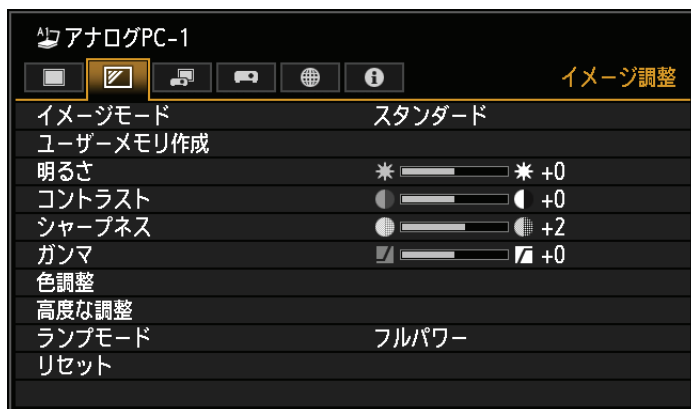 アナログPC-1
イメージ調整
イメージモード スタンダード
ユーザーメモリ作成
明るさ +0
コントラスト +0
シャープネス +2
ガンマ +0
色調整
高度な調整
ランプモード フルパワー
リセット